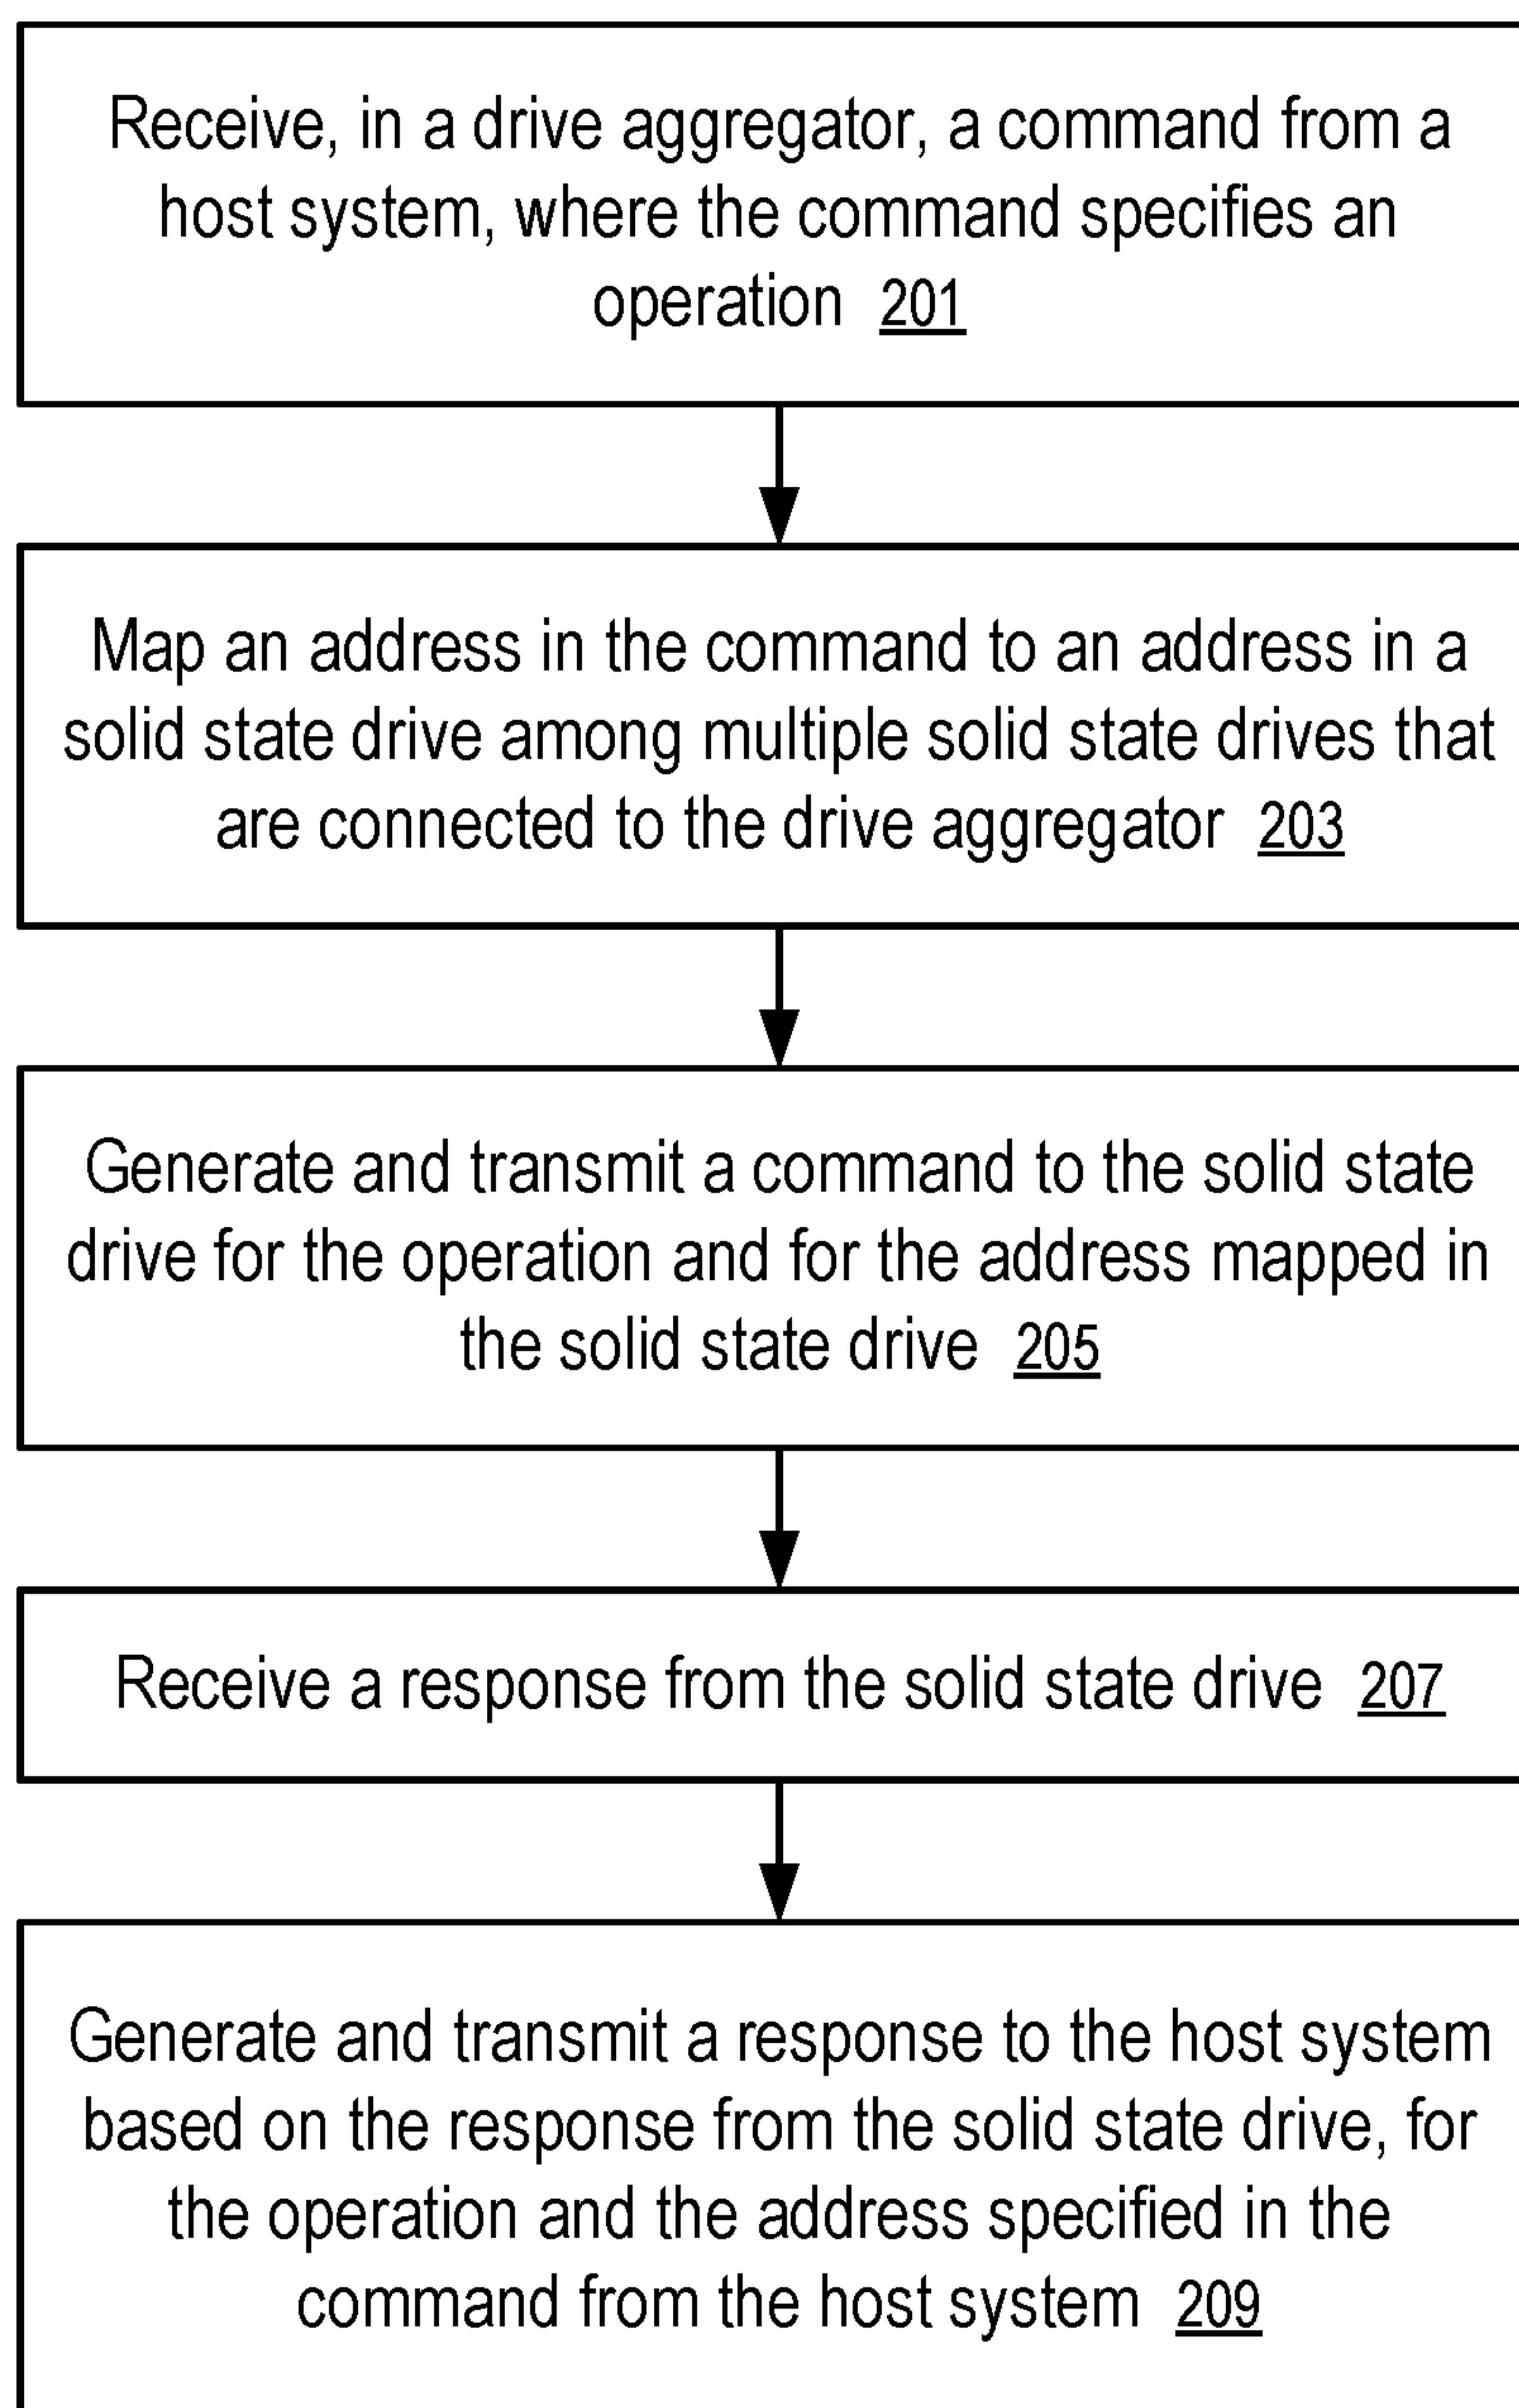 Receive, in a drive aggregator, a command from a
host system, where the command specifies an
operation 201
Map an address in the command to an address in a
solid state drive among multiple solid state drives that
are connected to the drive aggregator 203
Generate and transmit a command to the solid state
drive for the operation and for the address mapped in
the solid state drive 205
Receive a response from the solid state drive 207
Generate and transmit a response to the host system
based on the response from the solid state drive, for
the operation and the address specified in the
command from the host system 209